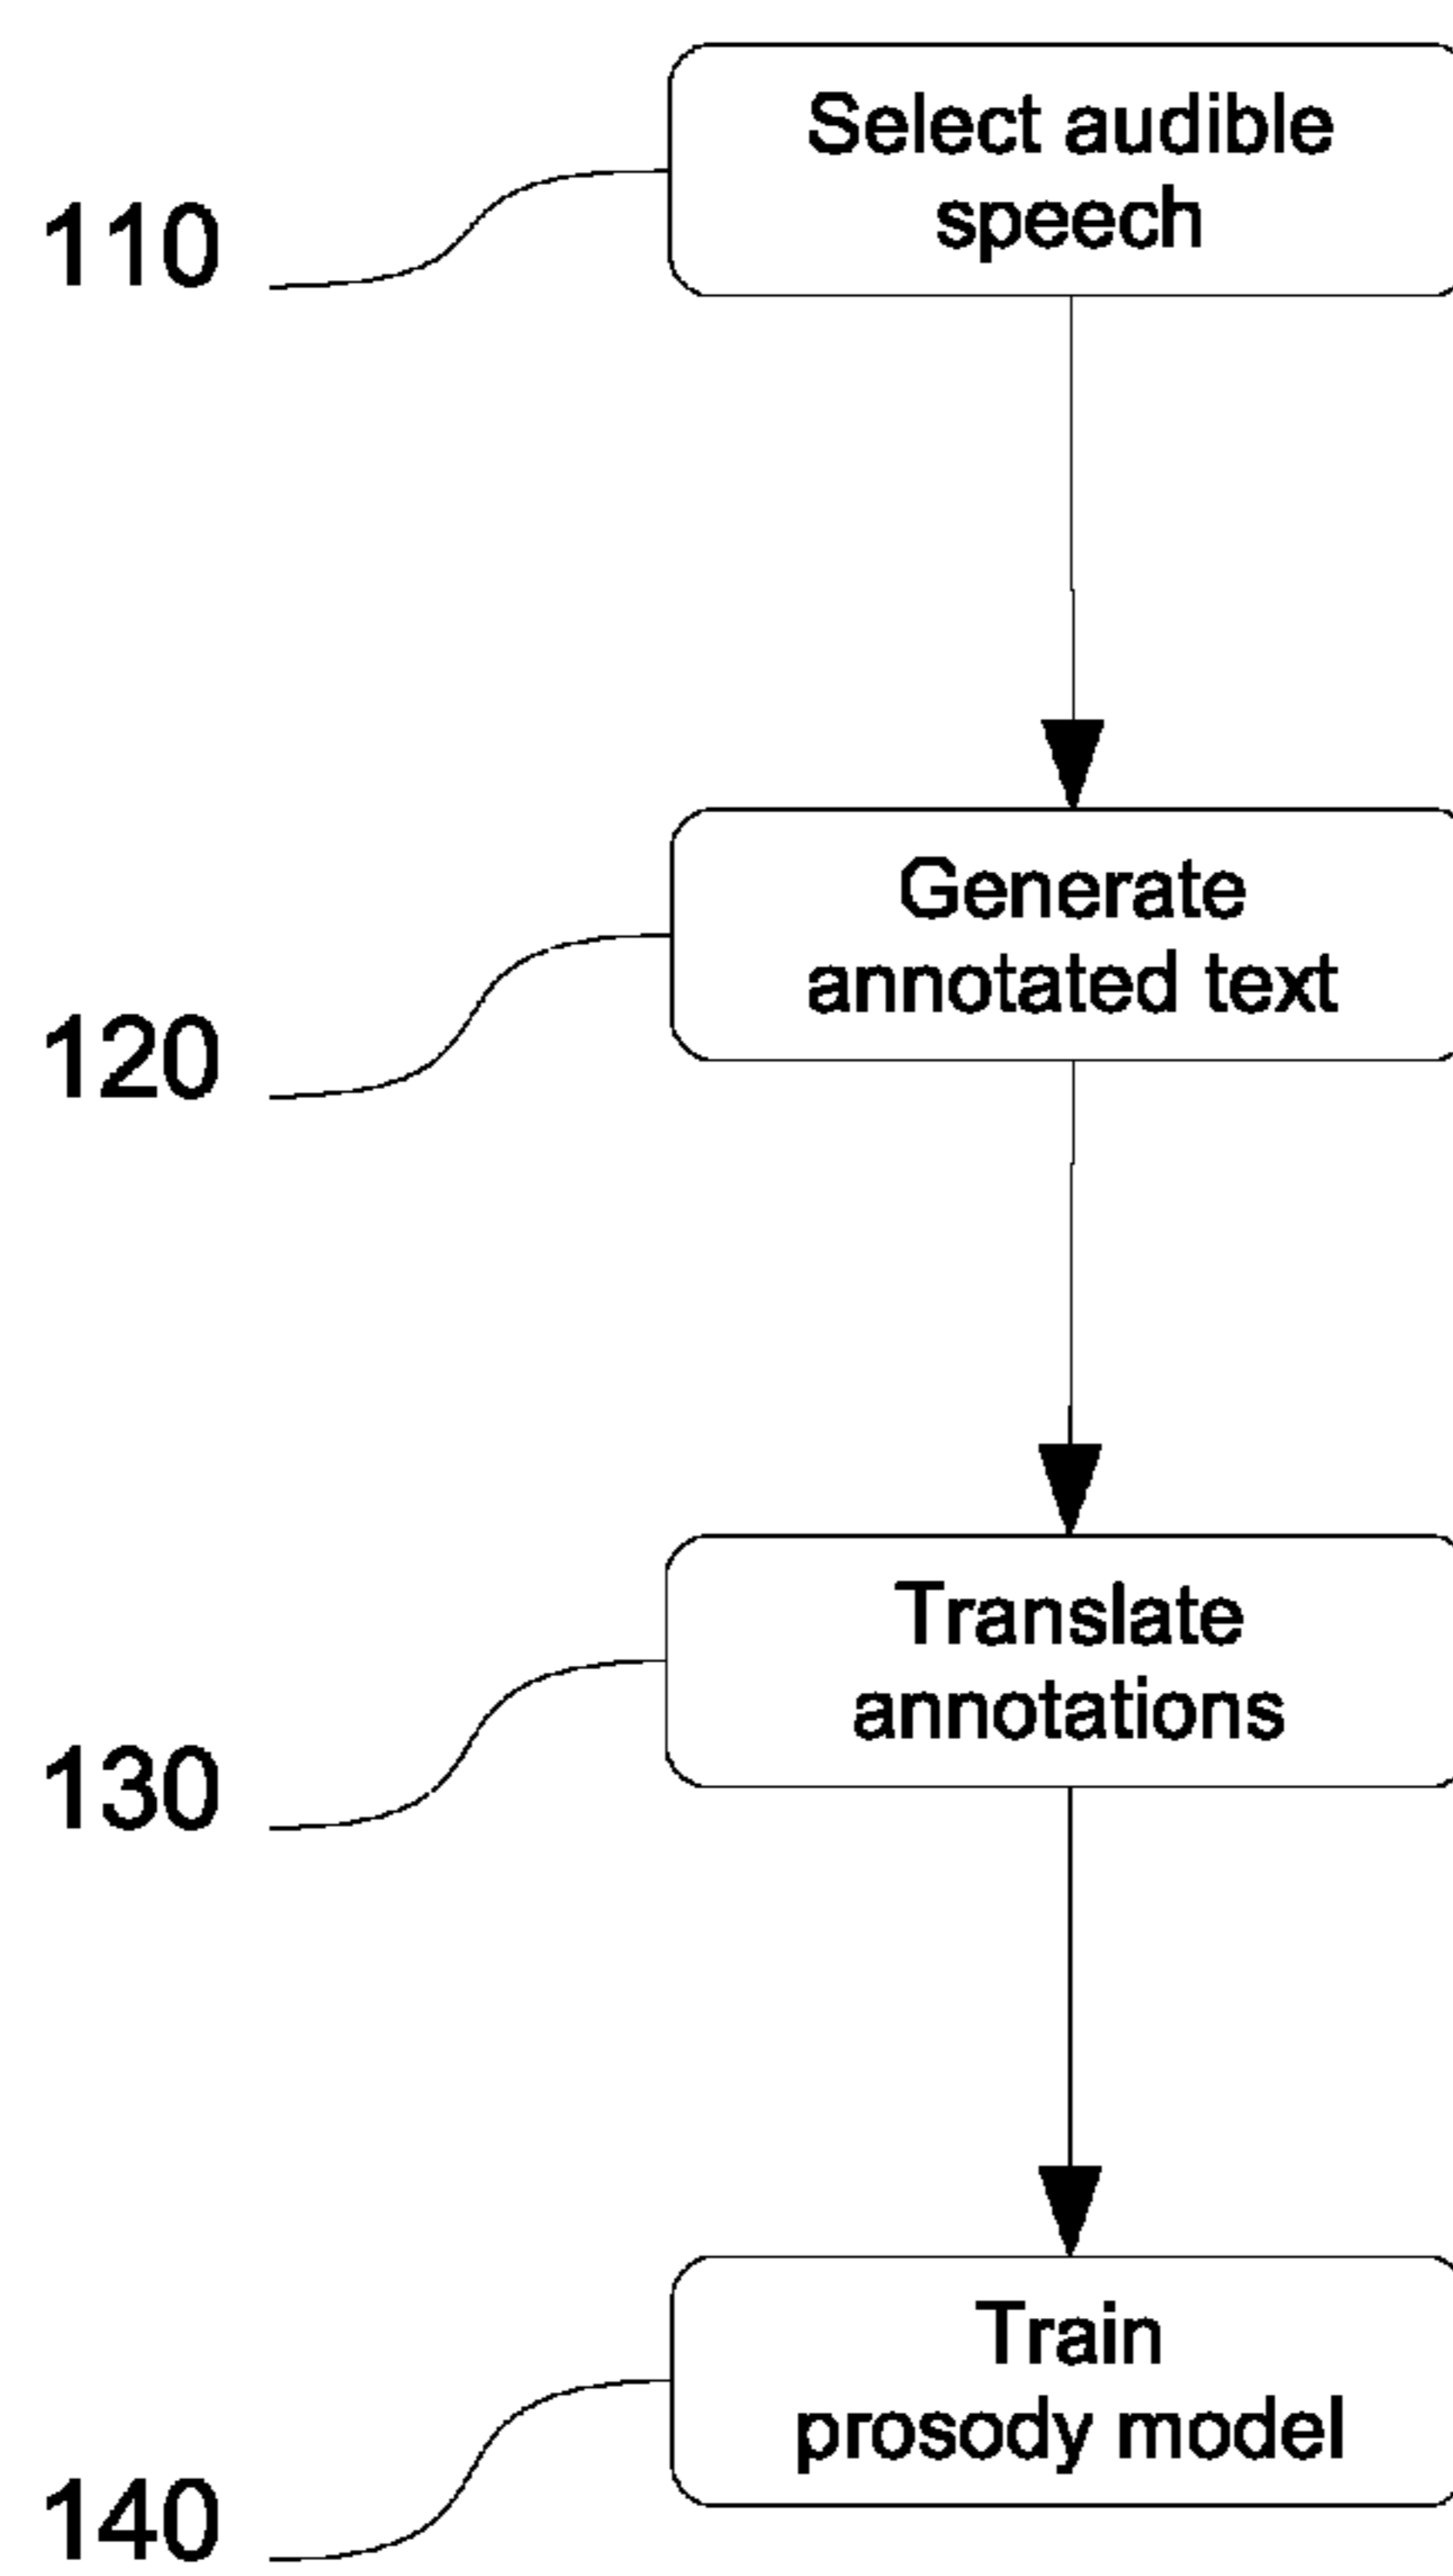 Select audible
speech
110
Generate
annotated text
120
Translate
annotations
130
Train
prosody model
140